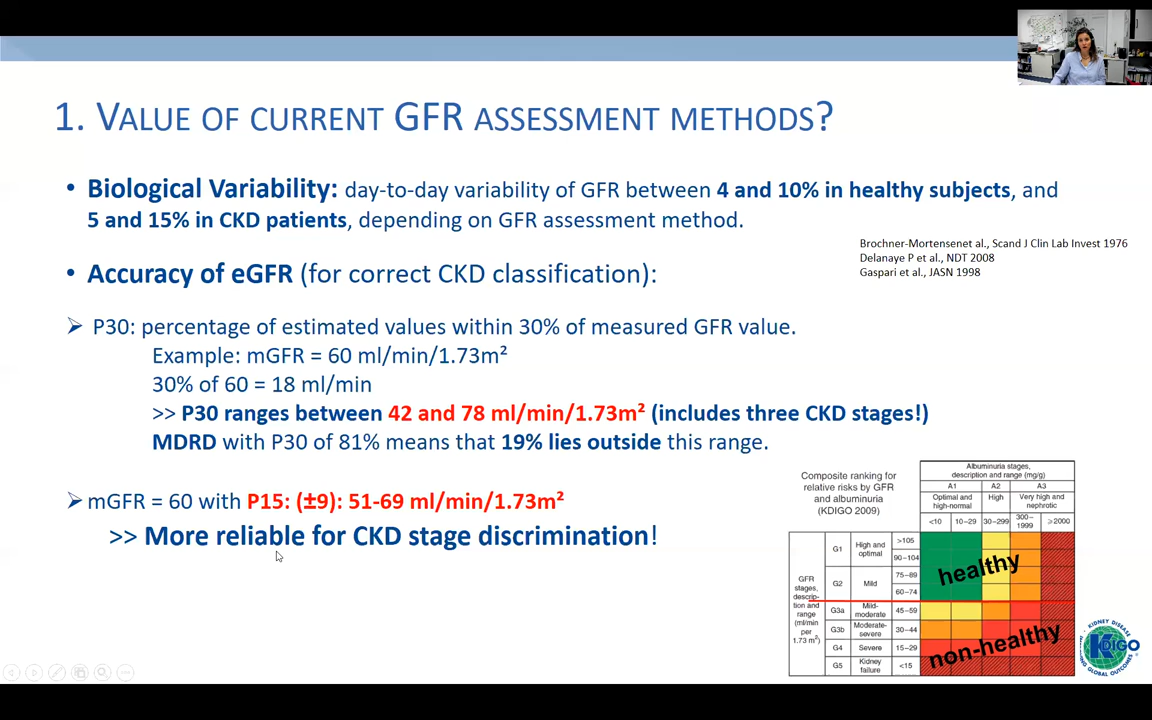 1. VALUE OF CURRENT GFR ASSESSMENT METHODS?
• Biological Variability: day-to-day variability of GFR between 4 and 10% in healthy subjects, and
5 and 15% in CKD patients, depending on GFR assessment method.
Brochner-Mortensenet al., Scand J Clin Lab Invest 1976
Delanaye P et al., NDT 2008
Gaspari et al., JASN 1998
• Accuracy of eGFR (for correct CKD classification):
➢ P30: percentage of estimated values within 30% of measured GFR value.
Example: mGFR = 60 ml/min/1.73m²
30% of 60 = 18 ml/min
>> P30 ranges between 42 and 78 ml/min/1.73m² (includes three CKD stages!)
MDRD with P30 of 81% means that 19% lies outside this range.
➢ mGFR = 60 with P15: (±9): 51-69 ml/min/1.73m²
>> More reliable for CKD stage discrimination!
Composite ranking for
relative risks by GFR
and albuminuria
(KDIGO 2009)
Albuminuria stages,
description and range (mg/g)
A1 A2 A3
Optimal and
high-normal
High
Very high and
nephrotic
<10 10–29 30–299 300–
1999 ≥2000
GFR
stages,
descrip-
tion and
range
(ml/min
per
1.73 m²)
G1 High and
optimal >105
90–104
G2 Mild 75–89
60–74
G3a Mild-
moderate 45–59
G3b Moderate-
severe 30–44
G4 Severe 15–29
G5 Kidney
failure <15
healthy
non-healthy
KIDNEY DISEASE
KDIGO
GLOBAL OUTCOMES